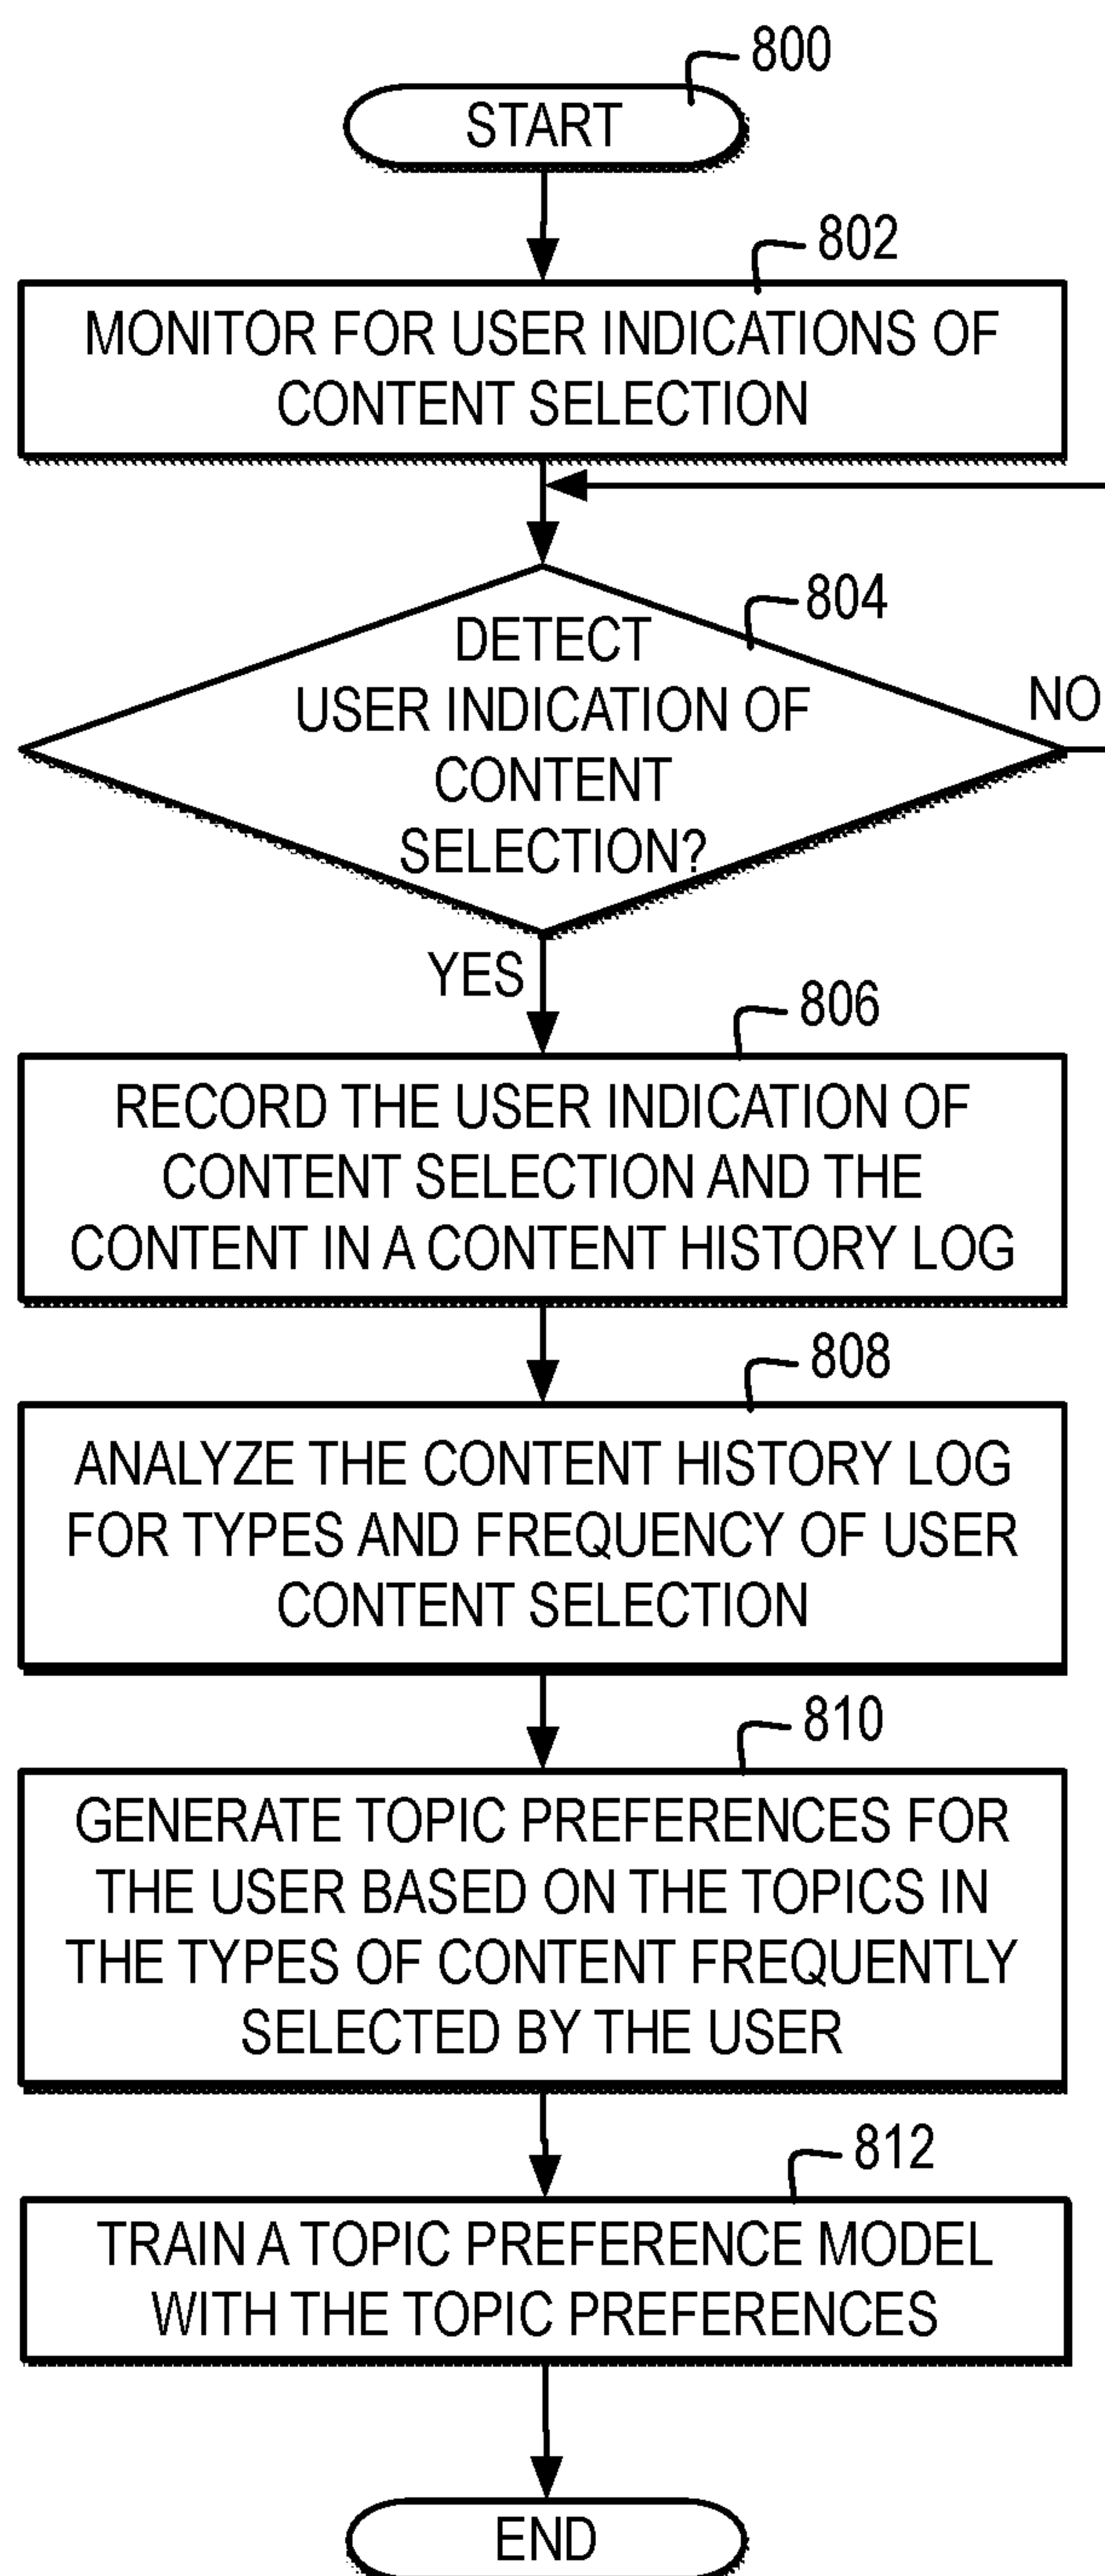 800
START
802
MONITOR FOR USER INDICATIONS OF
CONTENT SELECTION
804
DETECT
USER INDICATION OF
CONTENT
SELECTION?
NO
YES
806
RECORD THE USER INDICATION OF
CONTENT SELECTION AND THE
CONTENT IN A CONTENT HISTORY LOG
808
ANALYZE THE CONTENT HISTORY LOG
FOR TYPES AND FREQUENCY OF USER
CONTENT SELECTION
810
GENERATE TOPIC PREFERENCES FOR
THE USER BASED ON THE TOPICS IN
THE TYPES OF CONTENT FREQUENTLY
SELECTED BY THE USER
812
TRAIN A TOPIC PREFERENCE MODEL
WITH THE TOPIC PREFERENCES
END